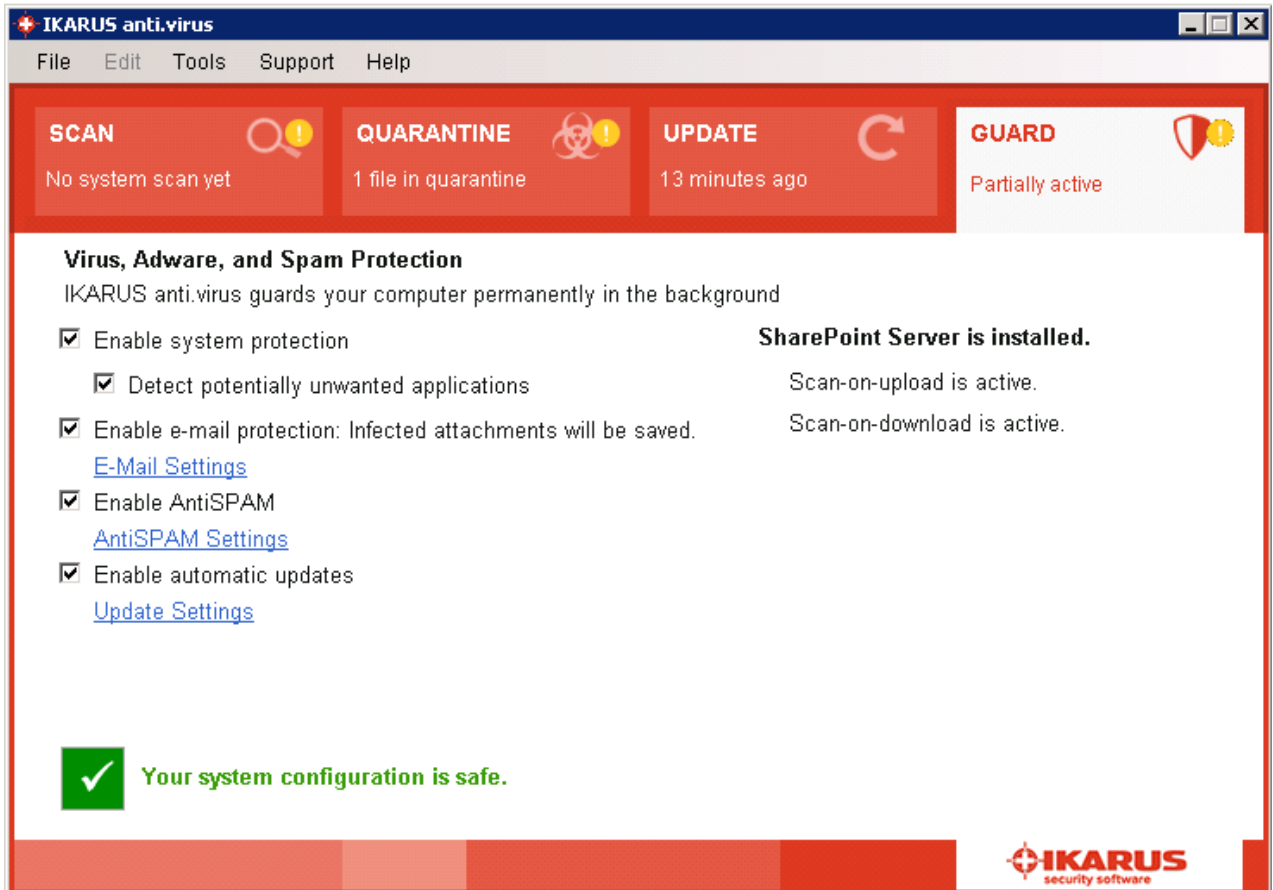 IKARUS anti.virus
File Edit Tools Support Help
SCAN
No system scan yet
QUARANTINE
1 file in quarantine
UPDATE
13 minutes ago
GUARD
Partially active
Virus, Adware, and Spam Protection
IKARUS anti.virus guards your computer permanently in the background
Enable system protection
Detect potentially unwanted applications
Enable e-mail protection: Infected attachments will be saved.
E-Mail Settings
Enable AntiSPAM
AntiSPAM Settings
Enable automatic updates
Update Settings
SharePoint Server is installed.
Scan-on-upload is active.
Scan-on-download is active.
Your system configuration is safe.
IKARUS
security software